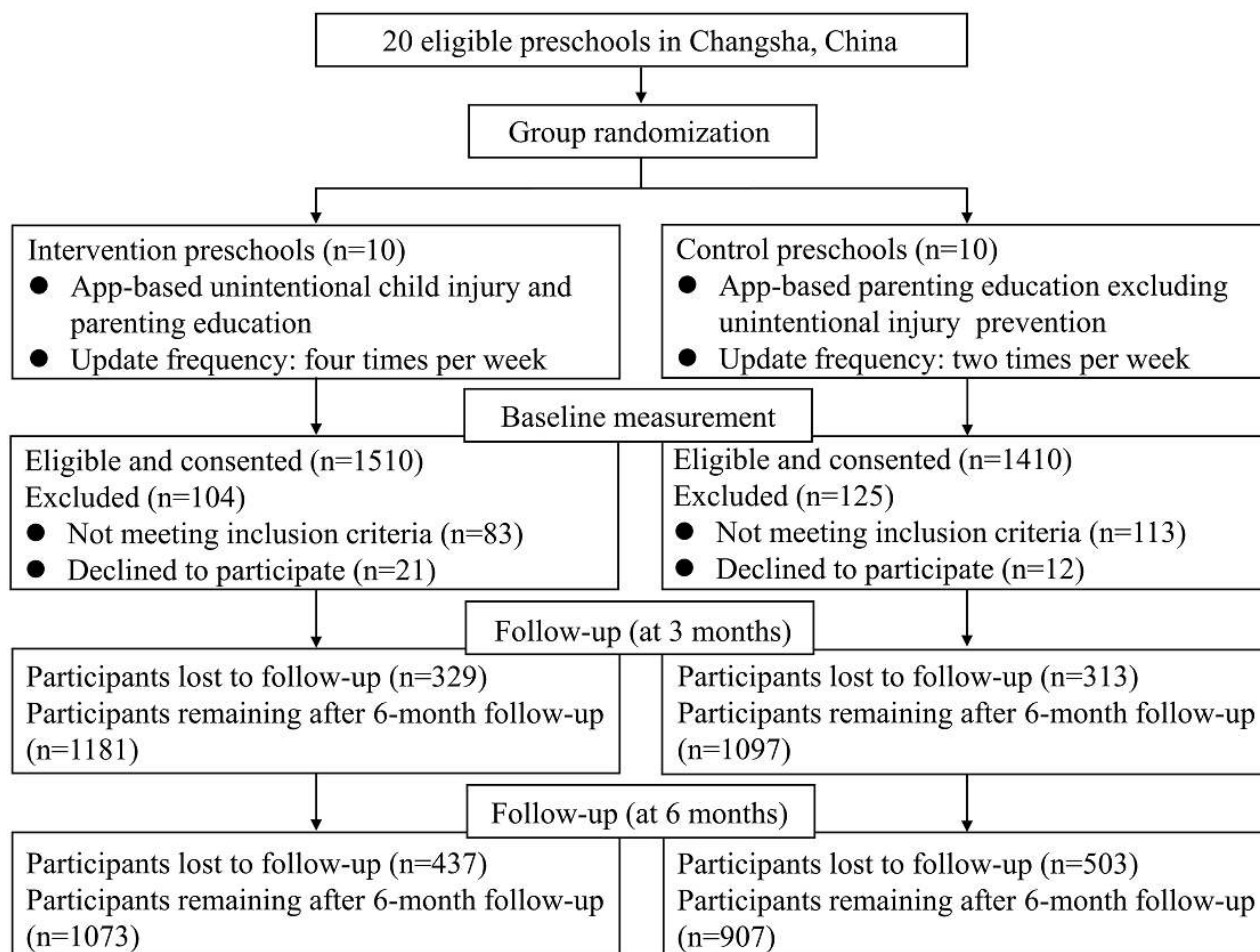 20 eligible preschools in Changsha, China
Group randomization
Intervention preschools (n=10)
● App-based unintentional child injury and
parenting education
● Update frequency: four times per week
Control preschools (n=10)
● App-based parenting education excluding
unintentional injury prevention
● Update frequency: two times per week
Baseline measurement
Eligible and consented (n=1510)
Excluded (n=104)
● Not meeting inclusion criteria (n=83)
● Declined to participate (n=21)
Eligible and consented (n=1410)
Excluded (n=125)
● Not meeting inclusion criteria (n=113)
● Declined to participate (n=12)
Follow-up (at 3 months)
Participants lost to follow-up (n=329)
Participants remaining after 6-month follow-up
(n=1181)
Participants lost to follow-up (n=313)
Participants remaining after 6-month follow-up
(n=1097)
Follow-up (at 6 months)
Participants lost to follow-up (n=437)
Participants remaining after 6-month follow-up
(n=1073)
Participants lost to follow-up (n=503)
Participants remaining after 6-month follow-up
(n=907)